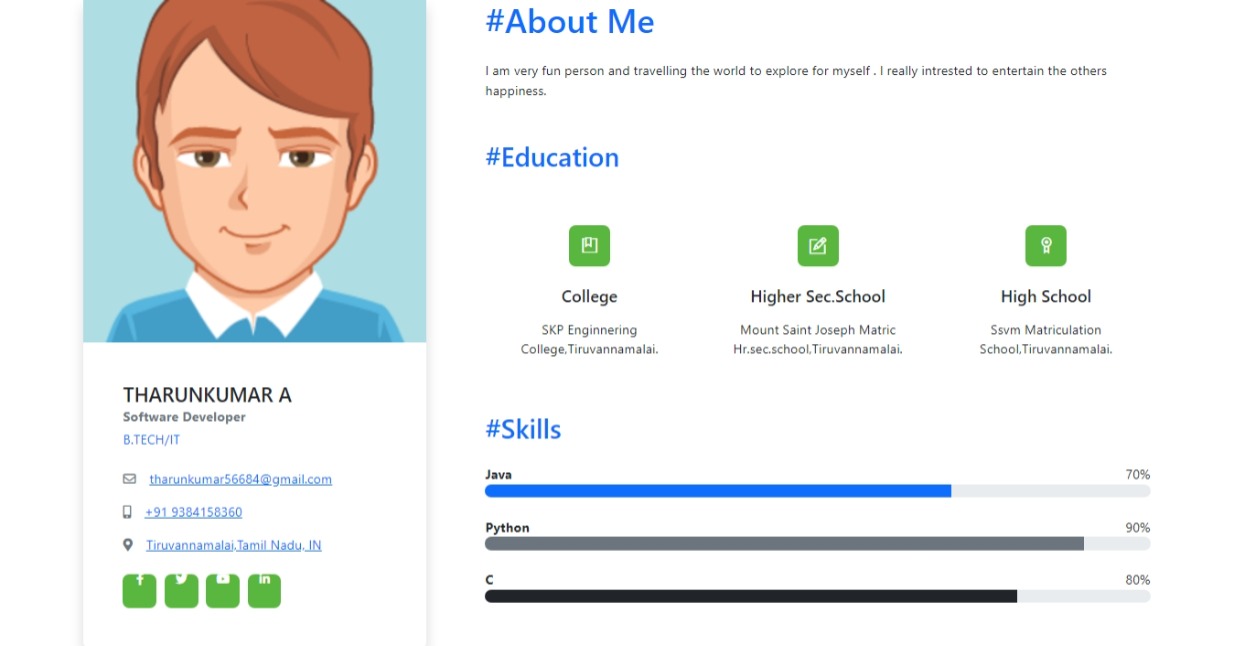 #About Me
I am very fun person and travelling the world to explore for myself . I really intrested to entertain the others
happiness.
#Education
College
SKP Enginnering
College,Tiruvannamalai.
Higher Sec.School
Mount Saint Joseph Matric
Hr.sec.school,Tiruvannamalai.
High School
Ssvm Matriculation
School,Tiruvannamalai.
THARUNKUMAR A
Software Developer
B.TECH/IT
tharunkumar56684@gmail.com
+91 9384158360
Tiruvannamalai,Tamil Nadu, IN
#Skills
Java 70%
Python 90%
C 80%